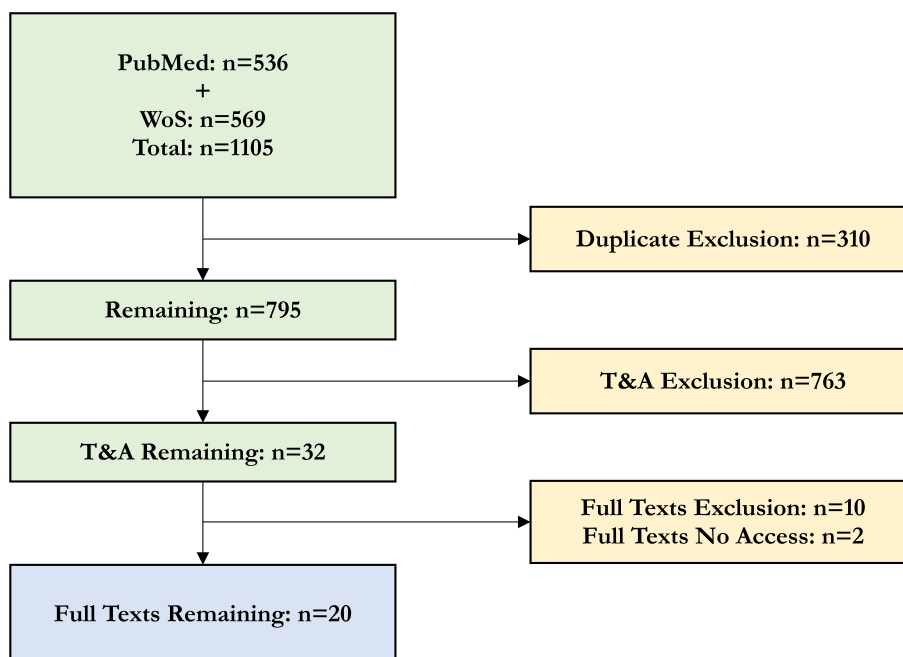 PubMed: n=536
+
WoS: n=569
Total: n=1105
Duplicate Exclusion: n=310
Remaining: n=795
T&A Exclusion: n=763
T&A Remaining: n=32
Full Texts Exclusion: n=10
Full Texts No Access: n=2
Full Texts Remaining: n=20